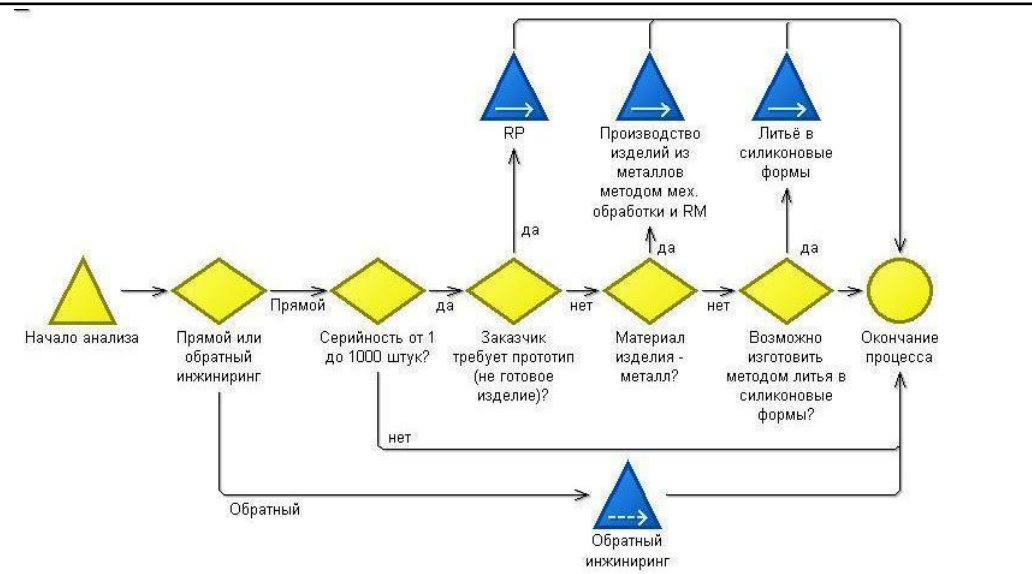 RP
Производство
изделий из
металлов
методом мех.
обработки и RM
Литьё в
силиконовые
формы
да
да
да
Начало анализа
Прямой или
обратный
инжиниринг
Прямой
Серийность от 1
до 1000 штук?
да
Заказчик
требует прототип
(не готовое
изделие)?
нет
Материал
изделия -
металл?
нет
Возможно
изготовить
методом литья в
силиконовые
формы?
Окончание
процесса
нет
Обратный
Обратный
инжиниринг